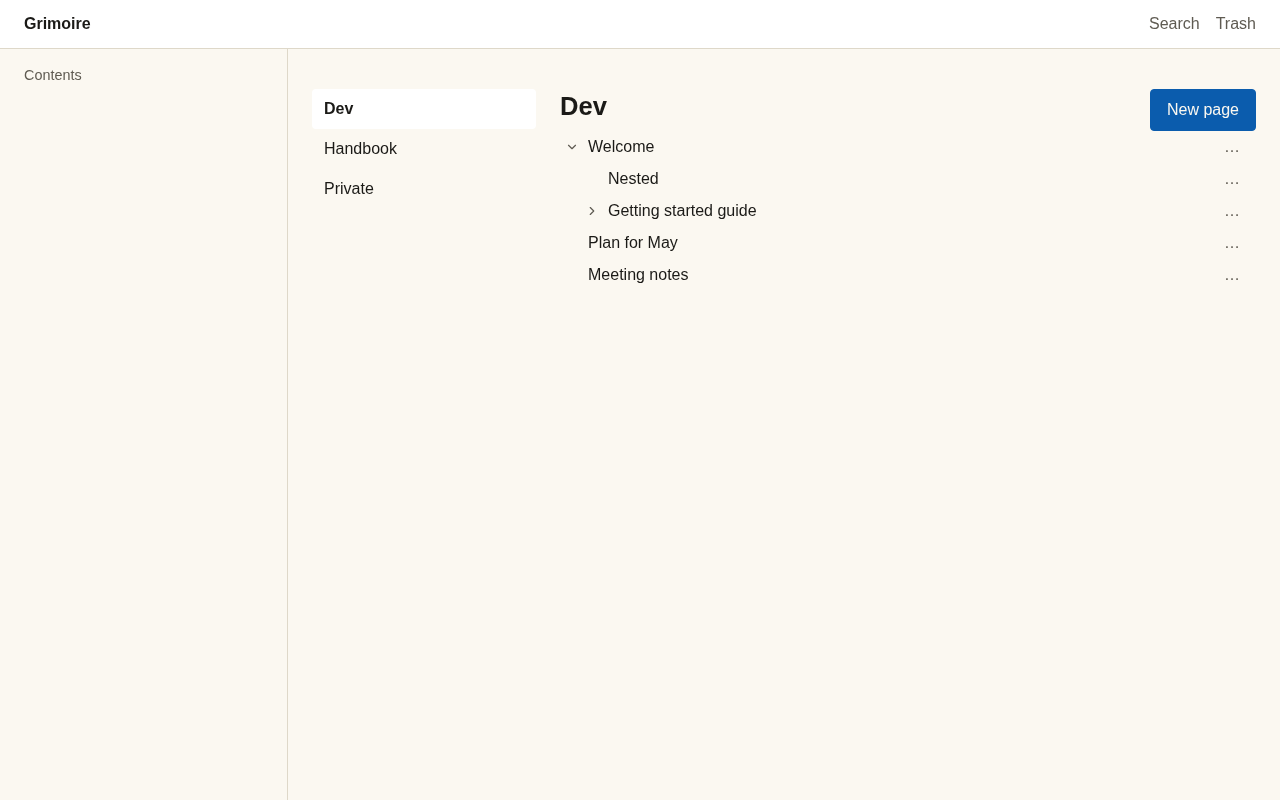 Grimoire
Search
Trash
Contents
Dev
Handbook
Private
Dev
New page
Welcome
...
Nested
...
Getting started guide
...
Plan for May
...
Meeting notes
...